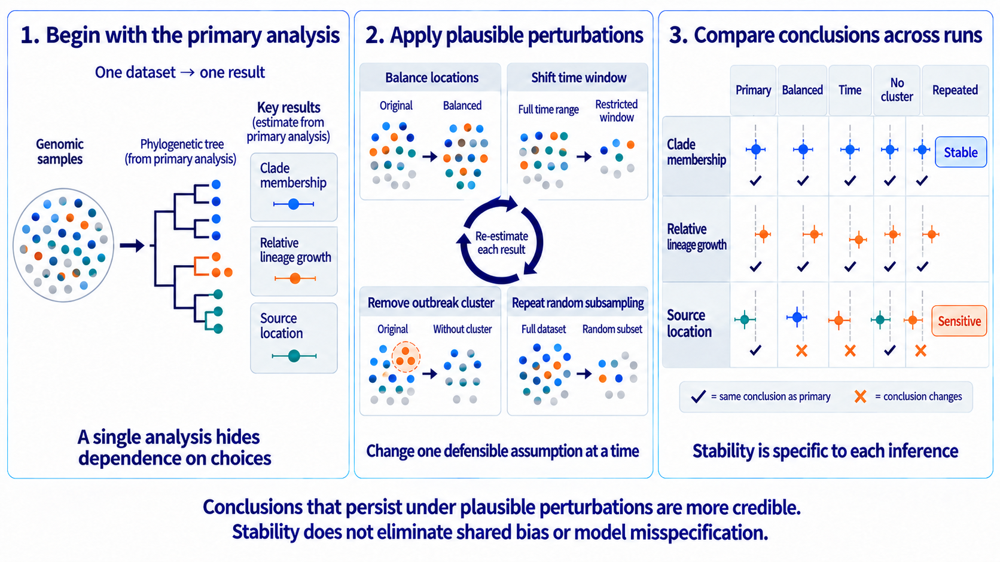 1. Begin with the primary analysis
One dataset → one result
Genomic
samples
Phylogenetic tree
(from primary analysis)
Key results
(estimate from
primary analysis)
Clade
membership
Relative
lineage growth
Source
location
A single analysis hides
dependence on choices
2. Apply plausible perturbations
Balance locations
Original
Balanced
Shift time window
Full time range
Restricted
window
Re-estimate
each result
Remove outbreak cluster
Original
Without cluster
Repeat random subsampling
Full dataset
Random subset
Change one defensible assumption at a time
3. Compare conclusions across runs
Primary
Balanced
Time
No
cluster
Repeated
Clade
membership
Stable
Relative
lineage growth
Source
location
Sensitive
= same conclusion as primary
= conclusion changes
Stability is specific to each inference
Conclusions that persist under plausible perturbations are more credible.
Stability does not eliminate shared bias or model misspecification.